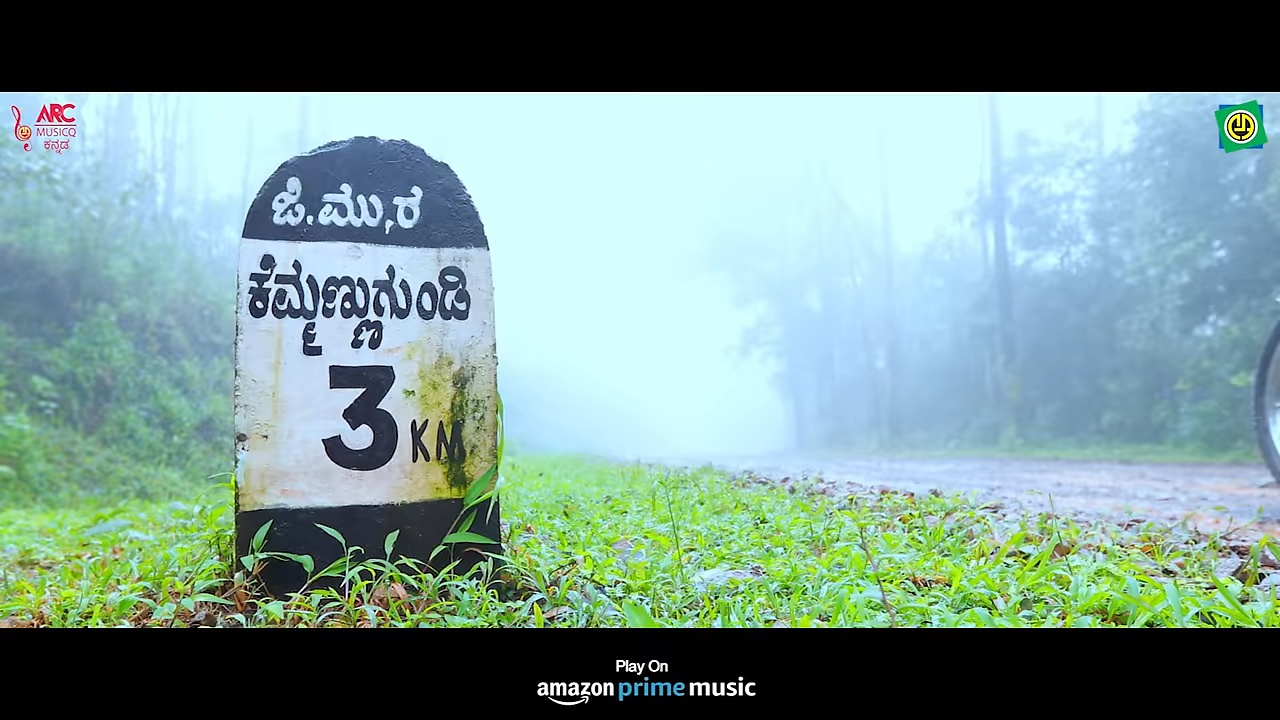 ARC
MUSICQ
ಕನ್ನಡ
ಜಿ.ಮು,ರ
ಕೆಮ್ಮಣ್ಣುಗುಂಡಿ
3 KM
Play On
amazon prime music